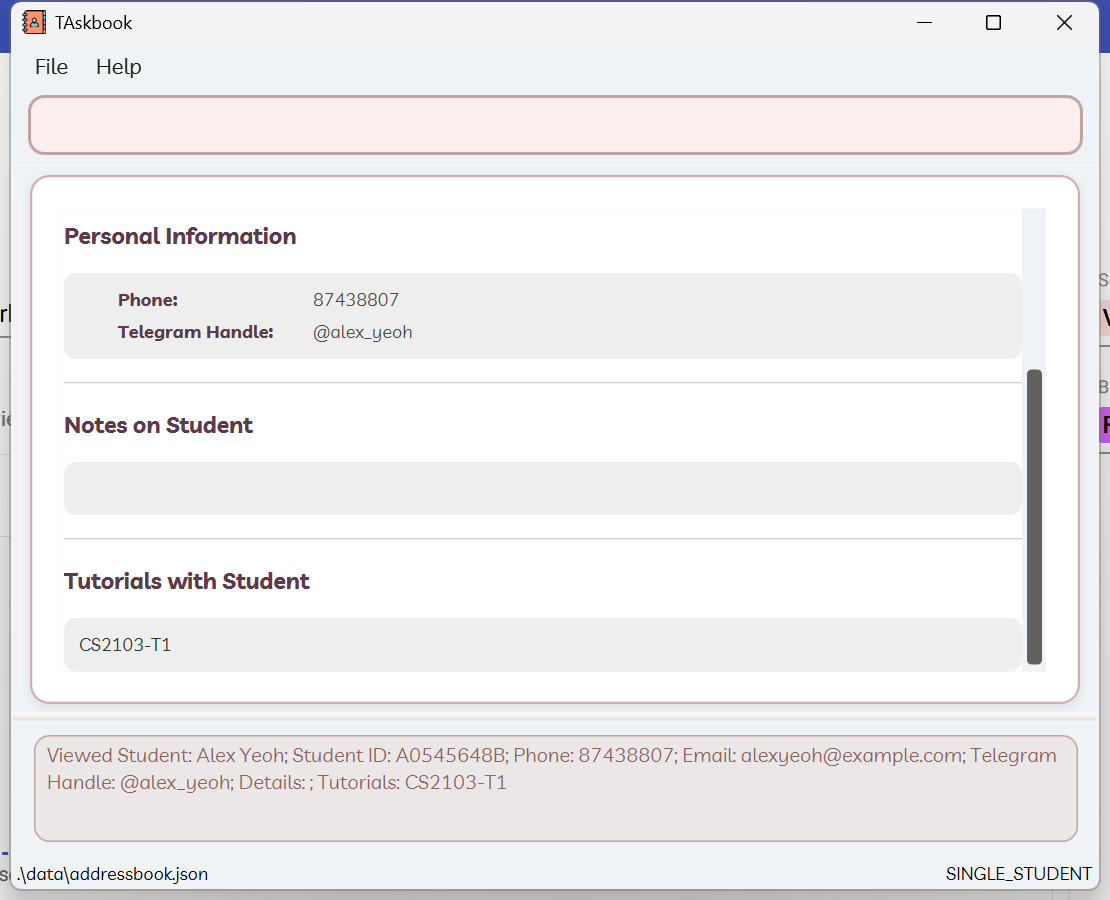 TAskbook
File Help
Personal Information
Phone: 87438807
Telegram Handle: @alex_yeoh
Notes on Student
Tutorials with Student
CS2103-T1
Viewed Student: Alex Yeoh; Student ID: A0545648B; Phone: 87438807; Email: alexyeoh@example.com; Telegram
Handle: @alex_yeoh; Details: ; Tutorials: CS2103-T1
.\data\addressbook.json SINGLE_STUDENT